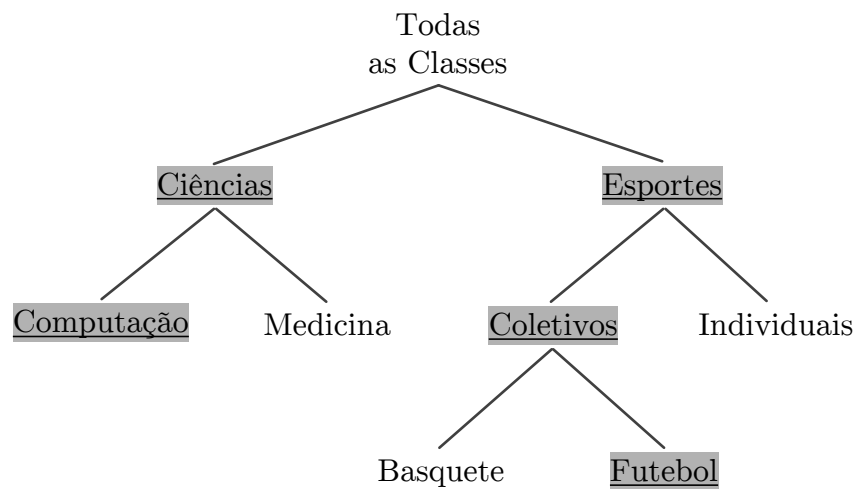 Todas
as Classes
Ciências
Esportes
Computação
Medicina
Coletivos
Individuais
Basquete
Futebol